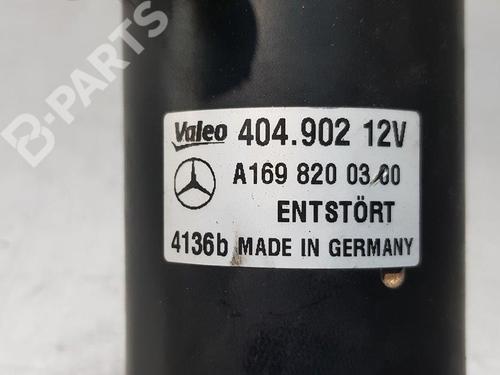 B-PARTS
Valeo 404.902 12V
A169 820 03 00
ENTSTÖRT
4136b MADE IN GERMANY